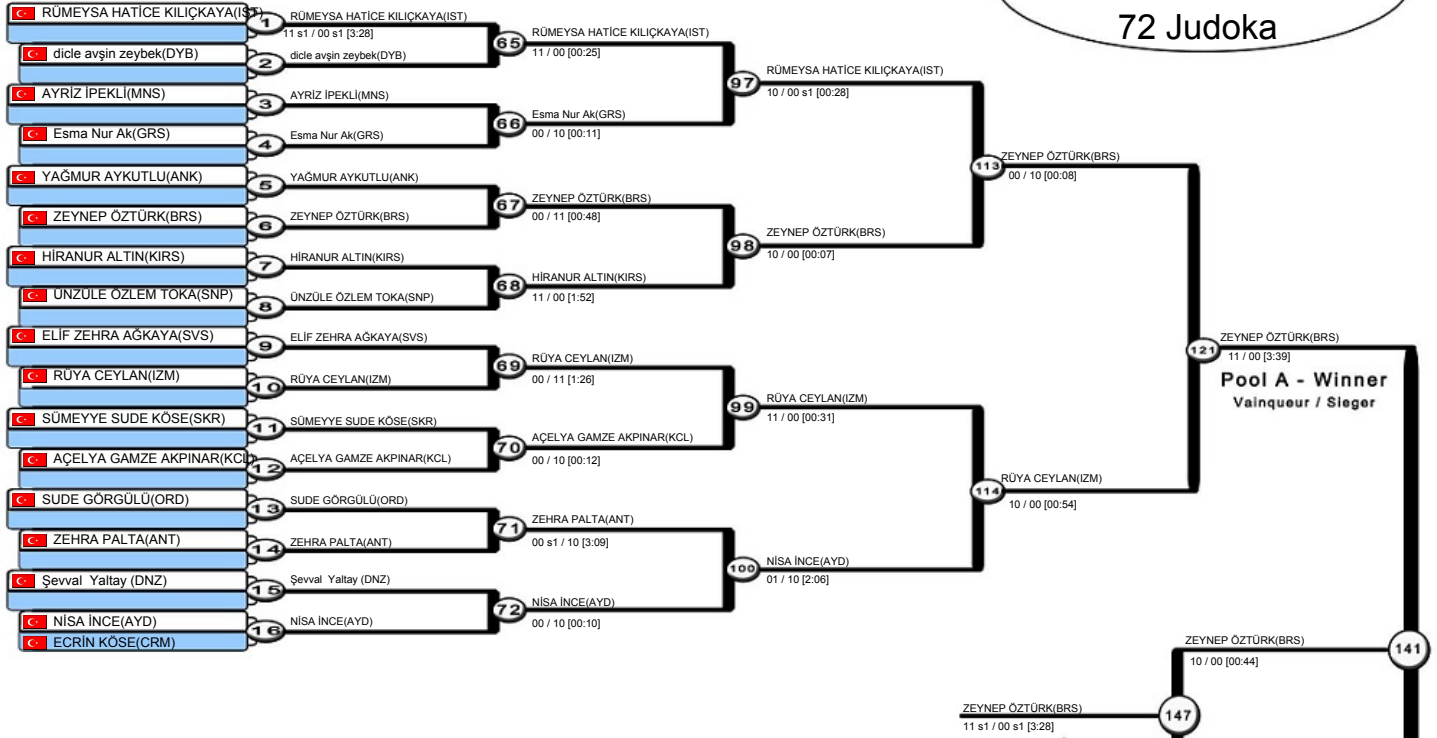 72 Judoka
RÜMEYSA HATİCE KILIÇKAYA(IST)
dicle avşin zeybek(DYB)
AYRİZ İPEKLİ(MNS)
Esma Nur Ak(GRS)
YAĞMUR AYKUTLU(ANK)
ZEYNEP ÖZTÜRK(BRS)
HİRANUR ALTIN(KIRS)
ÜNZÜLE ÖZLEM TOKA(SNP)
ELİF ZEHRA AĞKAYA(SVS)
RÜYA CEYLAN(IZM)
SÜMEYYE SUDE KÖSE(SKR)
AÇELYA GAMZE AKPINAR(KCL)
SUDE GÖRGÜLÜ(ORD)
ZEHRA PALTA(ANT)
Şevval Yaltay (DNZ)
NİSA İNCE(AYD)
ECRİN KÖSE(CRM)
1
2
3
4
5
6
7
8
9
10
11
12
13
14
15
16
RÜMEYSA HATİCE KILIÇKAYA(IST)
11 s1 / 00 s1 [3:28]
dicle avşin zeybek(DYB)
AYRİZ İPEKLİ(MNS)
Esma Nur Ak(GRS)
YAĞMUR AYKUTLU(ANK)
ZEYNEP ÖZTÜRK(BRS)
HİRANUR ALTIN(KIRS)
ÜNZÜLE ÖZLEM TOKA(SNP)
ELİF ZEHRA AĞKAYA(SVS)
RÜYA CEYLAN(IZM)
SÜMEYYE SUDE KÖSE(SKR)
AÇELYA GAMZE AKPINAR(KCL)
SUDE GÖRGÜLÜ(ORD)
ZEHRA PALTA(ANT)
Şevval Yaltay (DNZ)
NİSA İNCE(AYD)
65
66
67
68
69
70
71
72
RÜMEYSA HATİCE KILIÇKAYA(IST)
11 / 00 [00:25]
Esma Nur Ak(GRS)
00 / 10 [00:11]
ZEYNEP ÖZTÜRK(BRS)
00 / 11 [00:48]
HİRANUR ALTIN(KIRS)
11 / 00 [1:52]
RÜYA CEYLAN(IZM)
00 / 11 [1:26]
AÇELYA GAMZE AKPINAR(KCL)
00 / 10 [00:12]
ZEHRA PALTA(ANT)
00 s1 / 10 [3:09]
NİSA İNCE(AYD)
00 / 10 [00:10]
97
98
99
100
RÜMEYSA HATİCE KILIÇKAYA(IST)
10 / 00 s1 [00:28]
ZEYNEP ÖZTÜRK(BRS)
10 / 00 [00:07]
RÜYA CEYLAN(IZM)
11 / 00 [00:31]
NİSA İNCE(AYD)
01 / 10 [2:06]
113
114
ZEYNEP ÖZTÜRK(BRS)
00 / 10 [00:08]
RÜYA CEYLAN(IZM)
10 / 00 [00:54]
121
ZEYNEP ÖZTÜRK(BRS)
11 / 00 [3:39]
Pool A - Winner
Vainqueur / Sieger
ZEYNEP ÖZTÜRK(BRS)
10 / 00 [00:44]
141
ZEYNEP ÖZTÜRK(BRS)
11 s1 / 00 s1 [3:28]
147